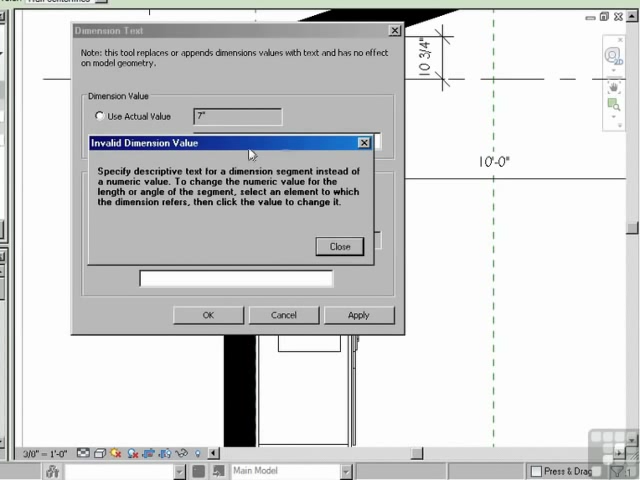 Wall centerlines
Dimension Text
Note: this tool replaces or appends dimensions values with text and has no effect
on model geometry.
Dimension Value
Use Actual Value
7"
Invalid Dimension Value
Specify descriptive text for a dimension segment instead of
a numeric value. To change the numeric value for the
length or angle of the segment, select an element to which
the dimension refers, then click the value to change it.
Close
OK
Cancel
Apply
10 3/4"
10'-0"
3/0" = 1'-0"
Main Model
Press & Drag
:1